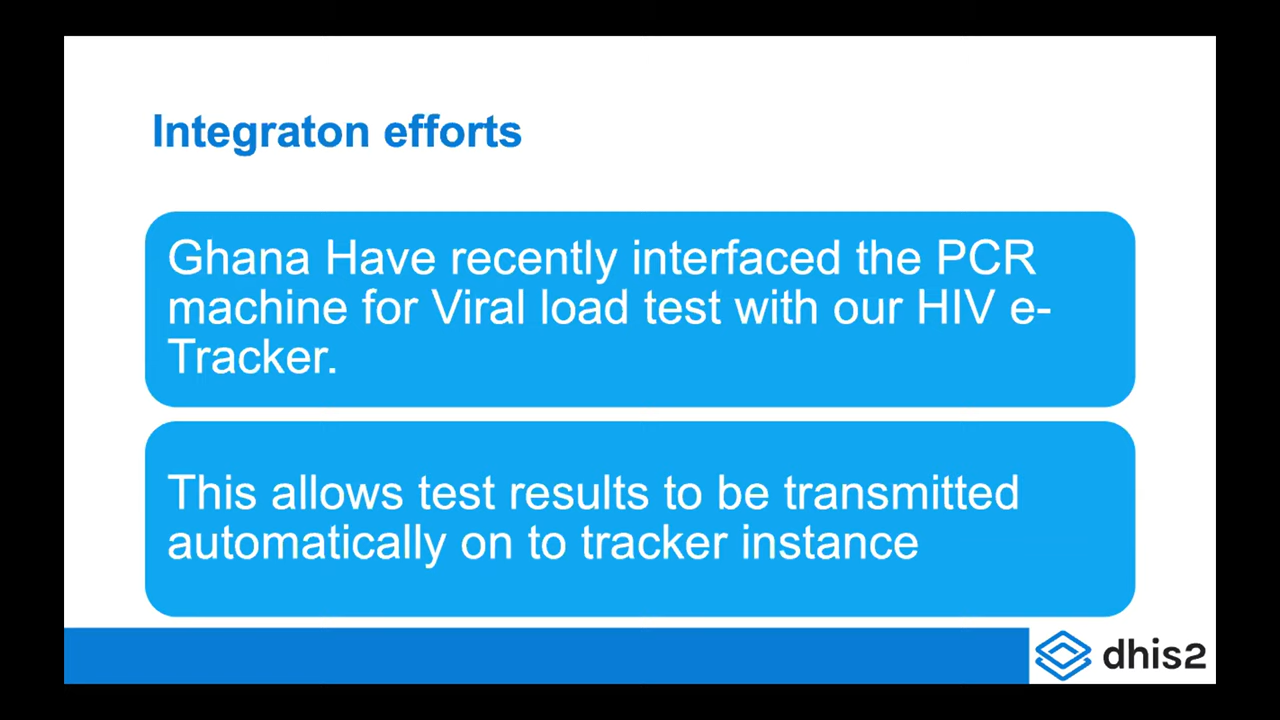 Integraton efforts
Ghana Have recently interfaced the PCR
machine for Viral load test with our HIV e-
Tracker.
This allows test results to be transmitted
automatically on to tracker instance
dhis2